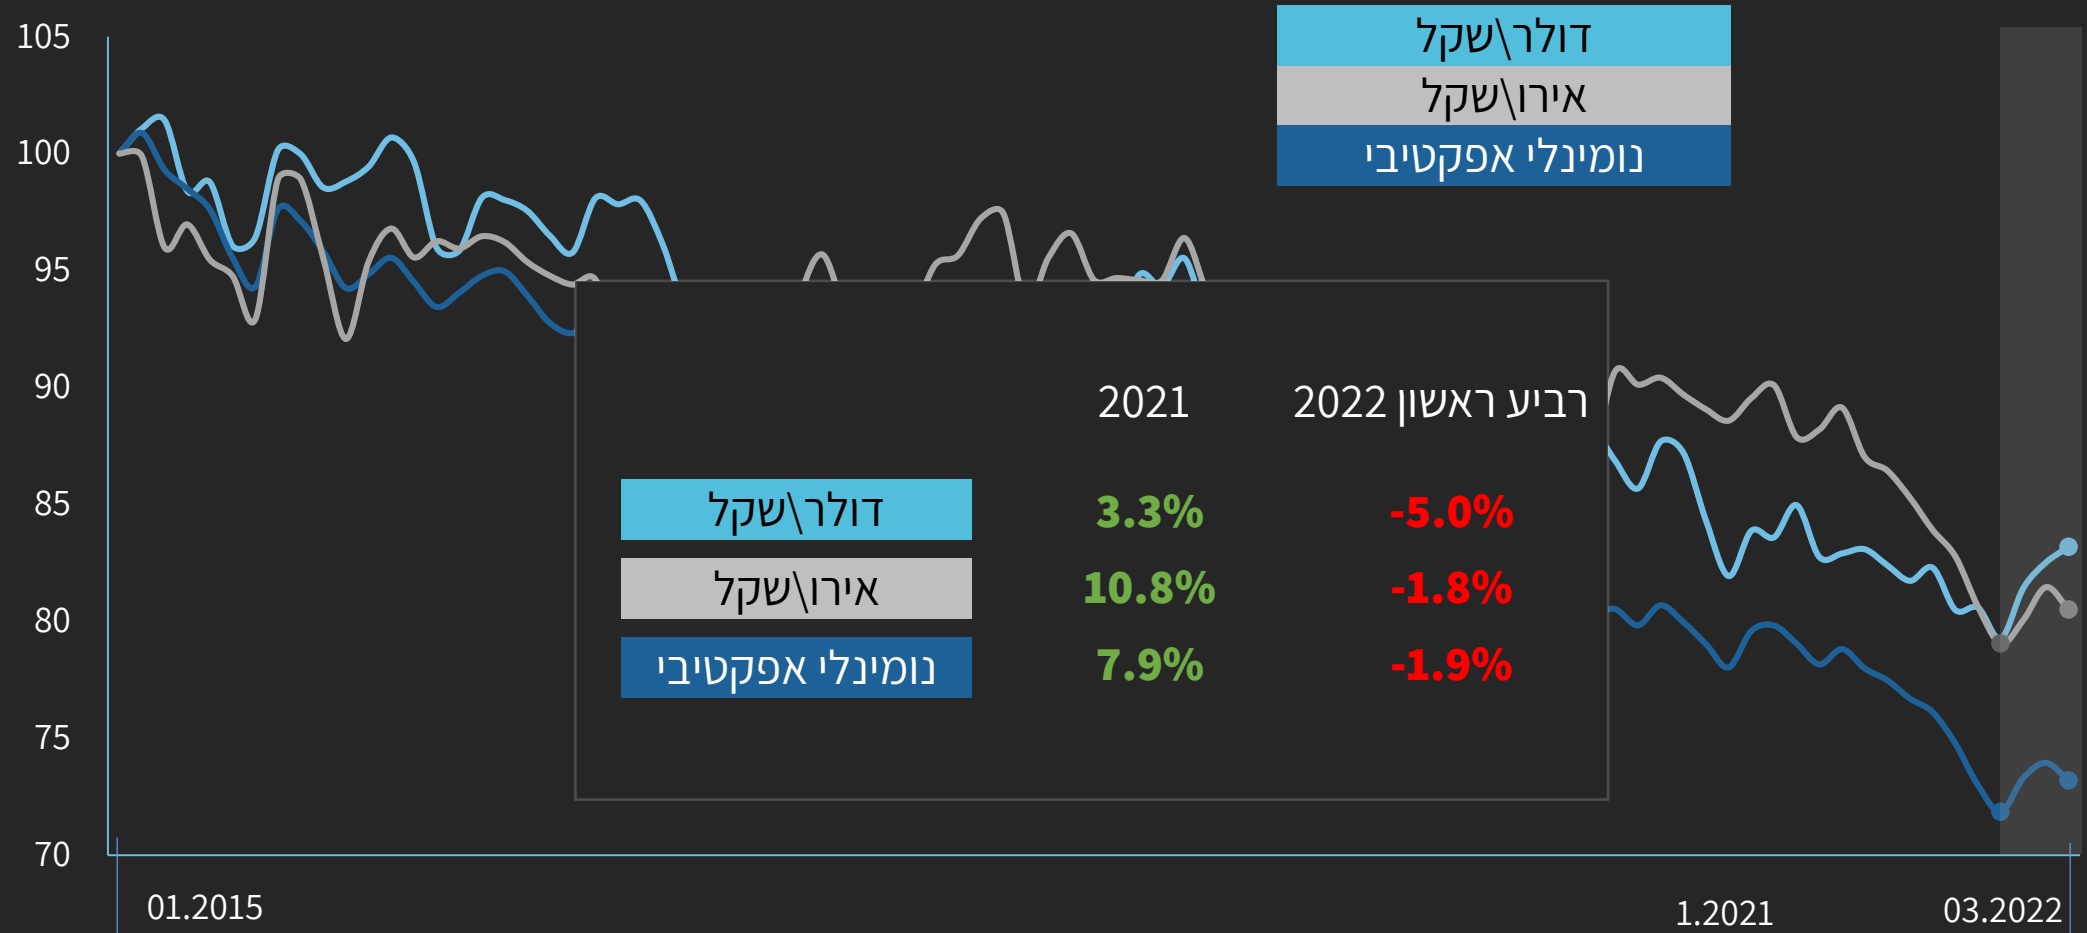 דולר\שקל
אירו\שקל
נומינלי אפקטיבי
105
100
95
90
85
80
75
70
2021 רביע ראשון 2022
דולר\שקל 3.3% -5.0%
אירו\שקל 10.8% -1.8%
נומינלי אפקטיבי 7.9% -1.9%
01.2015 1.2021 03.2022